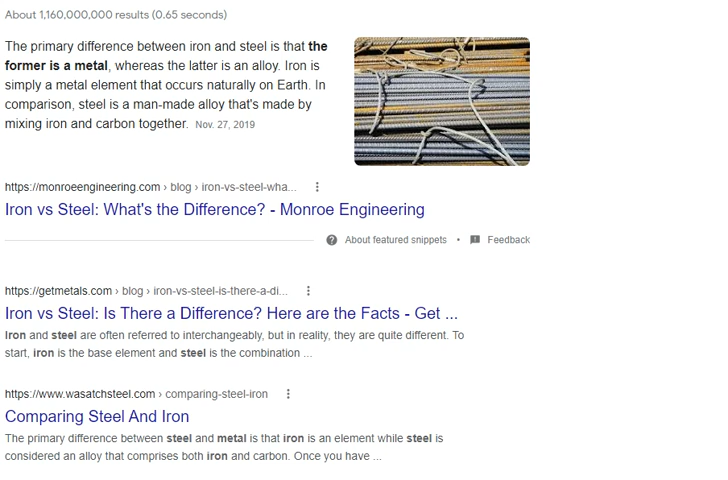 About 1,160,000,000 results (0.65 seconds)
The primary difference between iron and steel is that the
former is a metal, whereas the latter is an alloy. Iron is
simply a metal element that occurs naturally on Earth. In
comparison, steel is a man-made alloy that's made by
mixing iron and carbon together. Nov. 27, 2019
https://monroeengineering.com › blog › iron-vs-steel-wha...
Iron vs Steel: What's the Difference? - Monroe Engineering
About featured snippets • Feedback
https://getmetals.com › blog › iron-vs-steel-is-there-a-di...
Iron vs Steel: Is There a Difference? Here are the Facts - Get ...
Iron and steel are often referred to interchangeably, but in reality, they are quite different. To
start, iron is the base element and steel is the combination ...
https://www.wasatchsteel.com › comparing-steel-iron
Comparing Steel And Iron
The primary difference between steel and metal is that iron is an element while steel is
considered an alloy that comprises both iron and carbon. Once you have ...